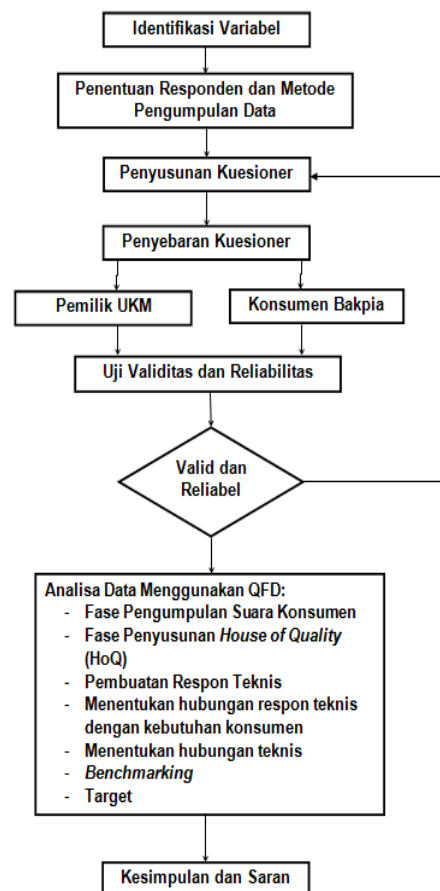 Identifikasi Variabel
Penentuan Responden dan Metode
Pengumpulan Data
Penyusunan Kuesioner
Penyebaran Kuesioner
Pemilik UKM
Konsumen Bakpia
Uji Validitas dan Reliabilitas
Valid dan
Reliabel
Analisa Data Menggunakan QFD:
- Fase Pengumpulan Suara Konsumen
- Fase Penyusunan House of Quality
(HoQ)
- Pembuatan Respon Teknis
- Menentukan hubungan respon teknis
dengan kebutuhan konsumen
- Menentukan hubungan teknis
- Benchmarking
- Target
Kesimpulan dan Saran